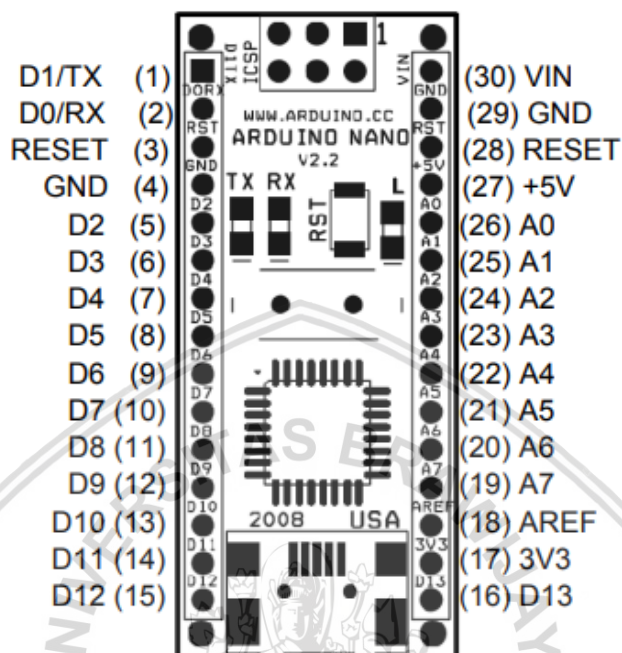 1
D1TX
ICSP
VIN
D1/TX (1)
(30) VIN
D0RX
GND
WWW.ARDUINO.CC
D0/RX (2)
(29) GND
RST
RST
ARDUINO NANO
RESET (3)
(28) RESET
V2.2
GND
+5V
GND (4)
(27) +5V
TX RX
RST
L
D2
A0
D2 (5)
(26) A0
D3
A1
D3 (6)
(25) A1
D4
A2
D4 (7)
(24) A2
D5
A3
D5 (8)
(23) A3
D6
A4
D6 (9)
(22) A4
D7
A5
D7 (10)
(21) A5
D8
A6
D8 (11)
(20) A6
D9
A7
D9 (12)
(19) A7
D10
AREF
D10 (13)
(18) AREF
2008 USA
D11
3V3
D11 (14)
(17) 3V3
D12
D13
D12 (15)
(16) D13